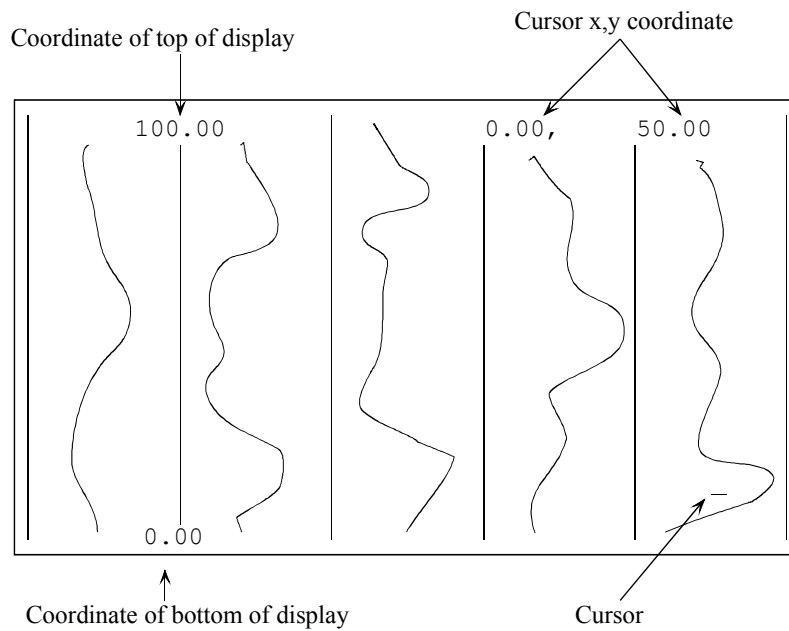 Cursor x,y coordinate
Coordinate of top of display
100.00
0.00, 50.00
0.00
Coordinate of bottom of display
Cursor